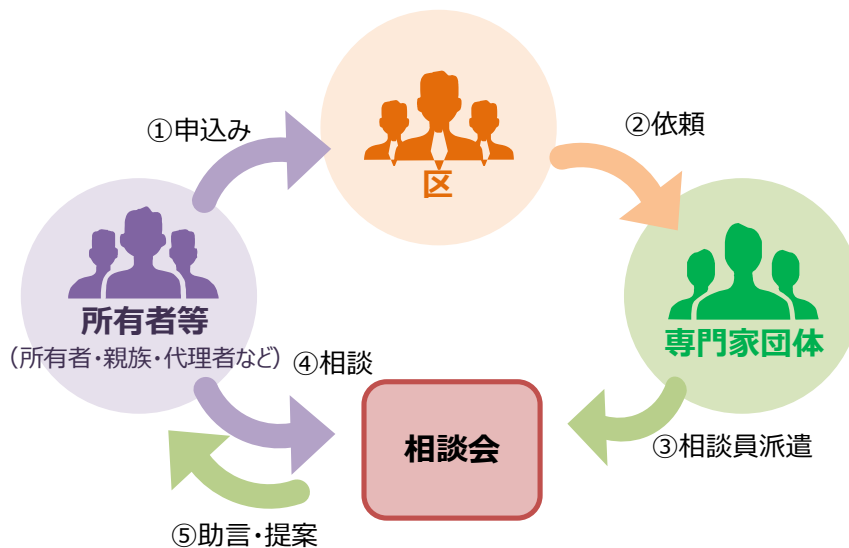 ①申込み
②依頼
区
所有者等
（所有者・親族・代理者など）
専門家団体
④相談
相談会
③相談員派遣
⑤助言・提案